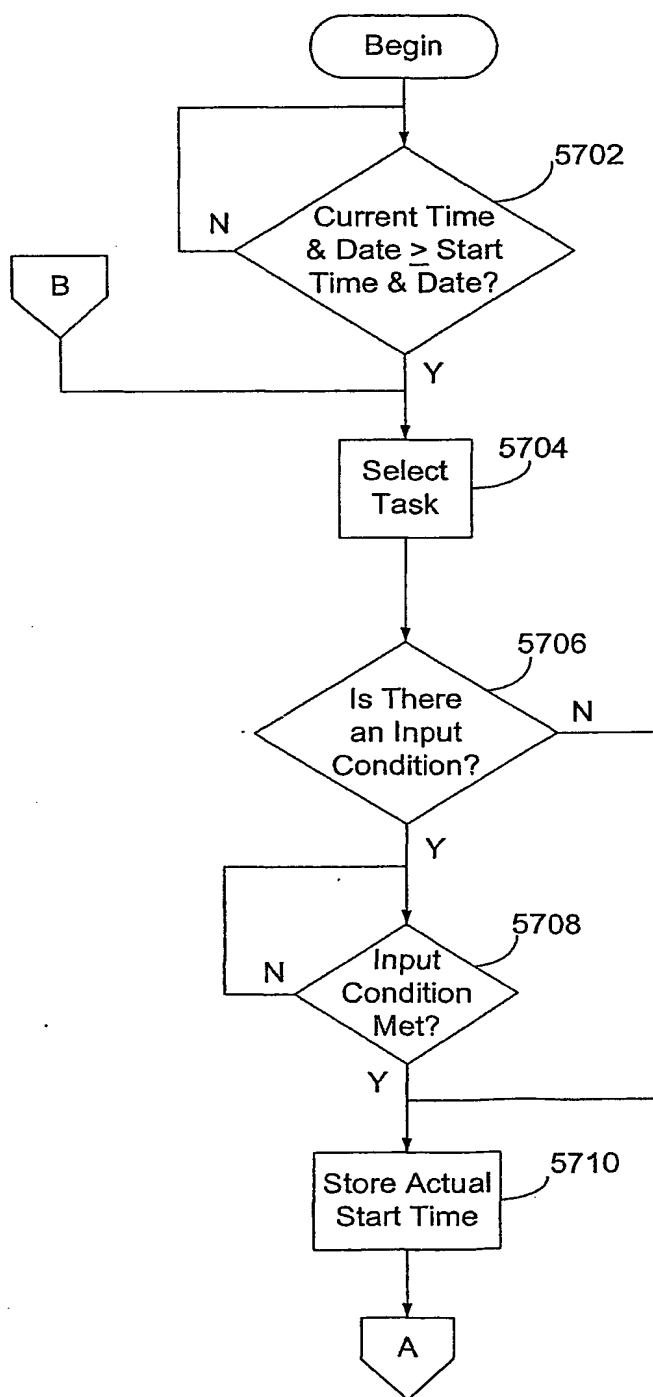 Begin
5702
Current Time
& Date ≥ Start
Time & Date?
N
B
Y
5704
Select
Task
5706
Is There
an Input
Condition?
N
Y
5708
Input
Condition
Met?
N
Y
5710
Store Actual
Start Time
A